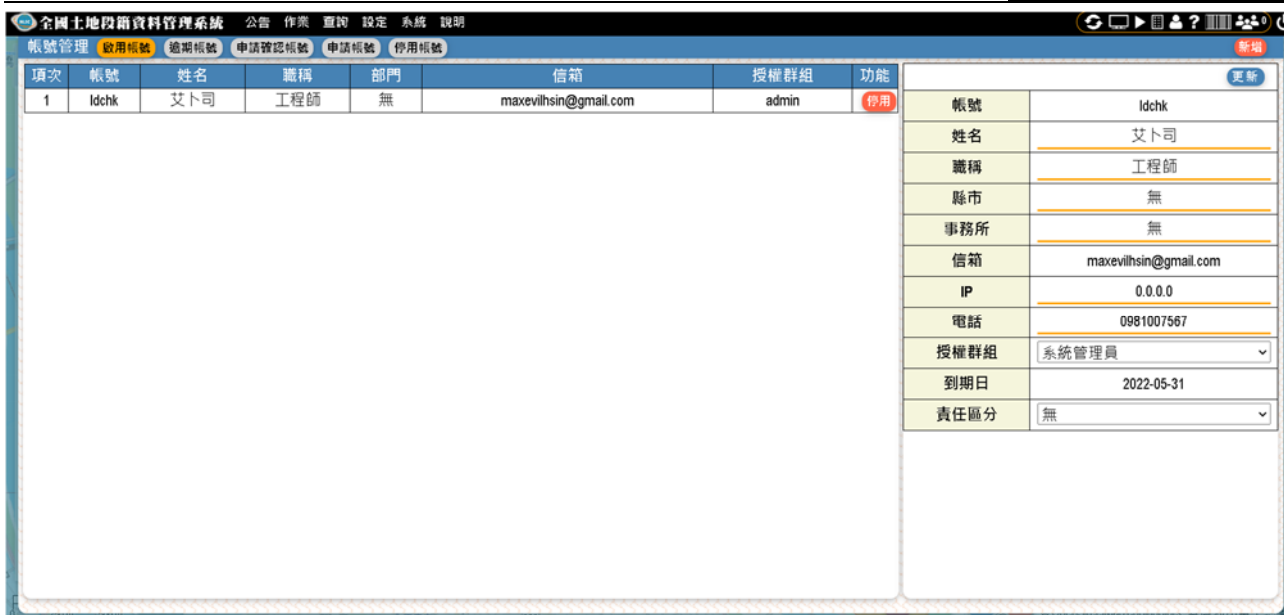 全國土地段籍資料管理系統 公告 作業 查詢 設定 系統 說明
帳號管理 啟用帳號 逾期帳號 申請確認帳號 申請帳號 停用帳號 新增
項次 帳號 姓名 職稱 部門 信箱 授權群組 功能
1 ldchk 艾卜司 工程師 無 maxevilhsin@gmail.com admin 停用
更新
帳號 ldchk
姓名 艾卜司
職稱 工程師
縣市 無
事務所 無
信箱 maxevilhsin@gmail.com
IP 0.0.0.0
電話 0981007567
授權群組 系統管理員
到期日 2022-05-31
責任區分 無